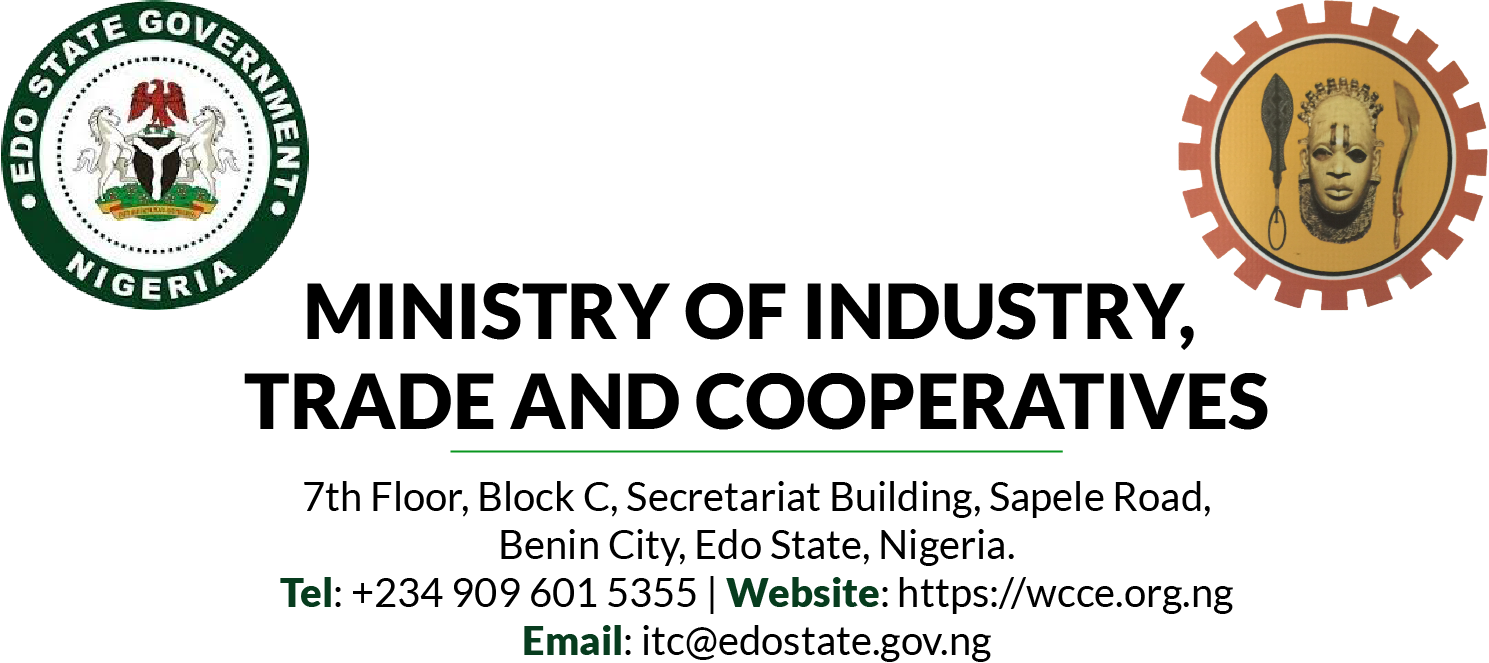 EDO STATE GOVERNMENT
NIGERIA
MINISTRY OF INDUSTRY,
TRADE AND COOPERATIVES
7th Floor, Block C, Secretariat Building, Sapele Road,
Benin City, Edo State, Nigeria.
Tel: +234 909 601 5355 | Website: https://wcce.org.ng
Email: itc@edostate.gov.ng